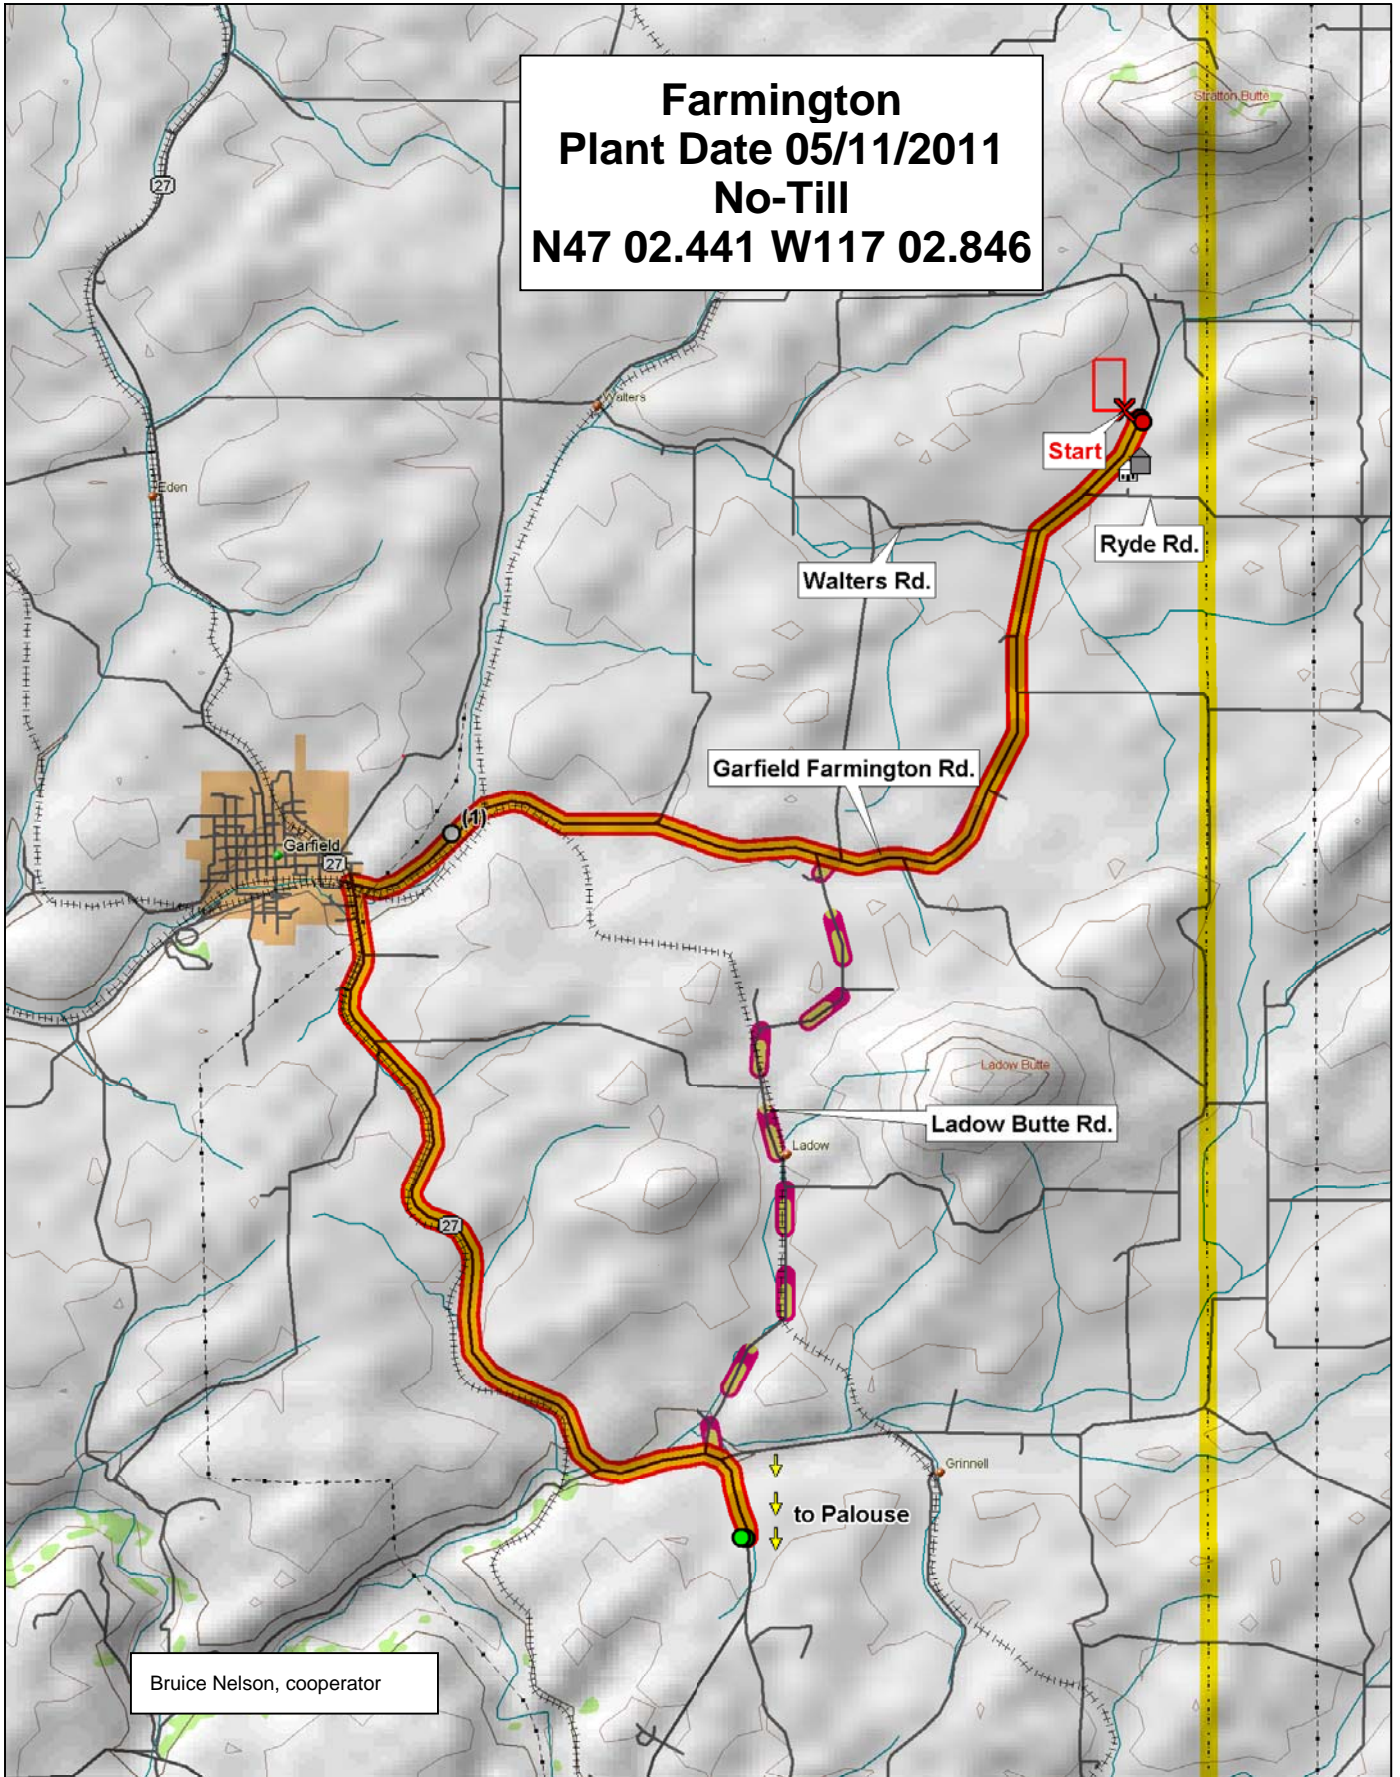 Farmington
Plant Date 05/11/2011
No-Till
N47 02.441 W117 02.846
Stratton Butte
27
Walters
Start
Eden
Ryde Rd.
Walters Rd.
Garfield Farmington Rd.
(1)
Garfield
27
Ladow Butte
Ladow Butte Rd.
Ladow
27
Grinnell
to Palouse
Bruice Nelson, cooperator